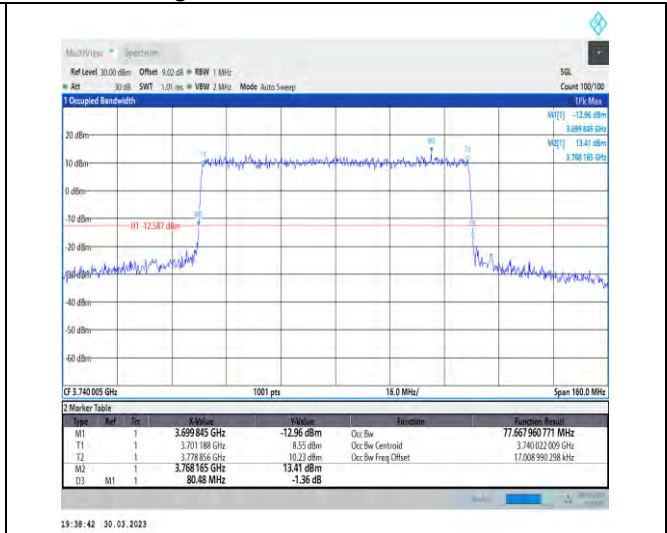 MultiView Spectrum
Ref Level 30.00 dBm Offset 9.02 dB RBW 1 MHz SGL
Att 30 dB SWT 1.01 ms VBW 2 MHz Mode Auto Sweep Count 100/100
1 Occupied Bandwidth 1Pk Max
M1[1] -12.96 dBm
3.699 845 GHz
M2[1] 13.41 dBm
3.768 165 GHz
20 dBm
M2
T1 T2
10 dBm
0 dBm
M1
-10 dBm
H1 -12.587 dBm
-20 dBm
-30 dBm
-40 dBm
-50 dBm
-60 dBm
CF 3.740 005 GHz 1001 pts 16.0 MHz/ Span 160.0 MHz
2 Marker Table
Type Ref Trc X-Value Y-Value Function Function Result
M1 1 3.699 845 GHz -12.96 dBm Occ Bw 77.667 960 771 MHz
T1 1 3.701 188 GHz 8.55 dBm Occ Bw Centroid 3.740 022 009 GHz
T2 1 3.778 856 GHz 10.23 dBm Occ Bw Freq Offset 17.008 990 298 kHz
M2 1 3.768 165 GHz 13.41 dBm
D3 M1 1 80.48 MHz -1.36 dB
19:38:42 30.03.2023